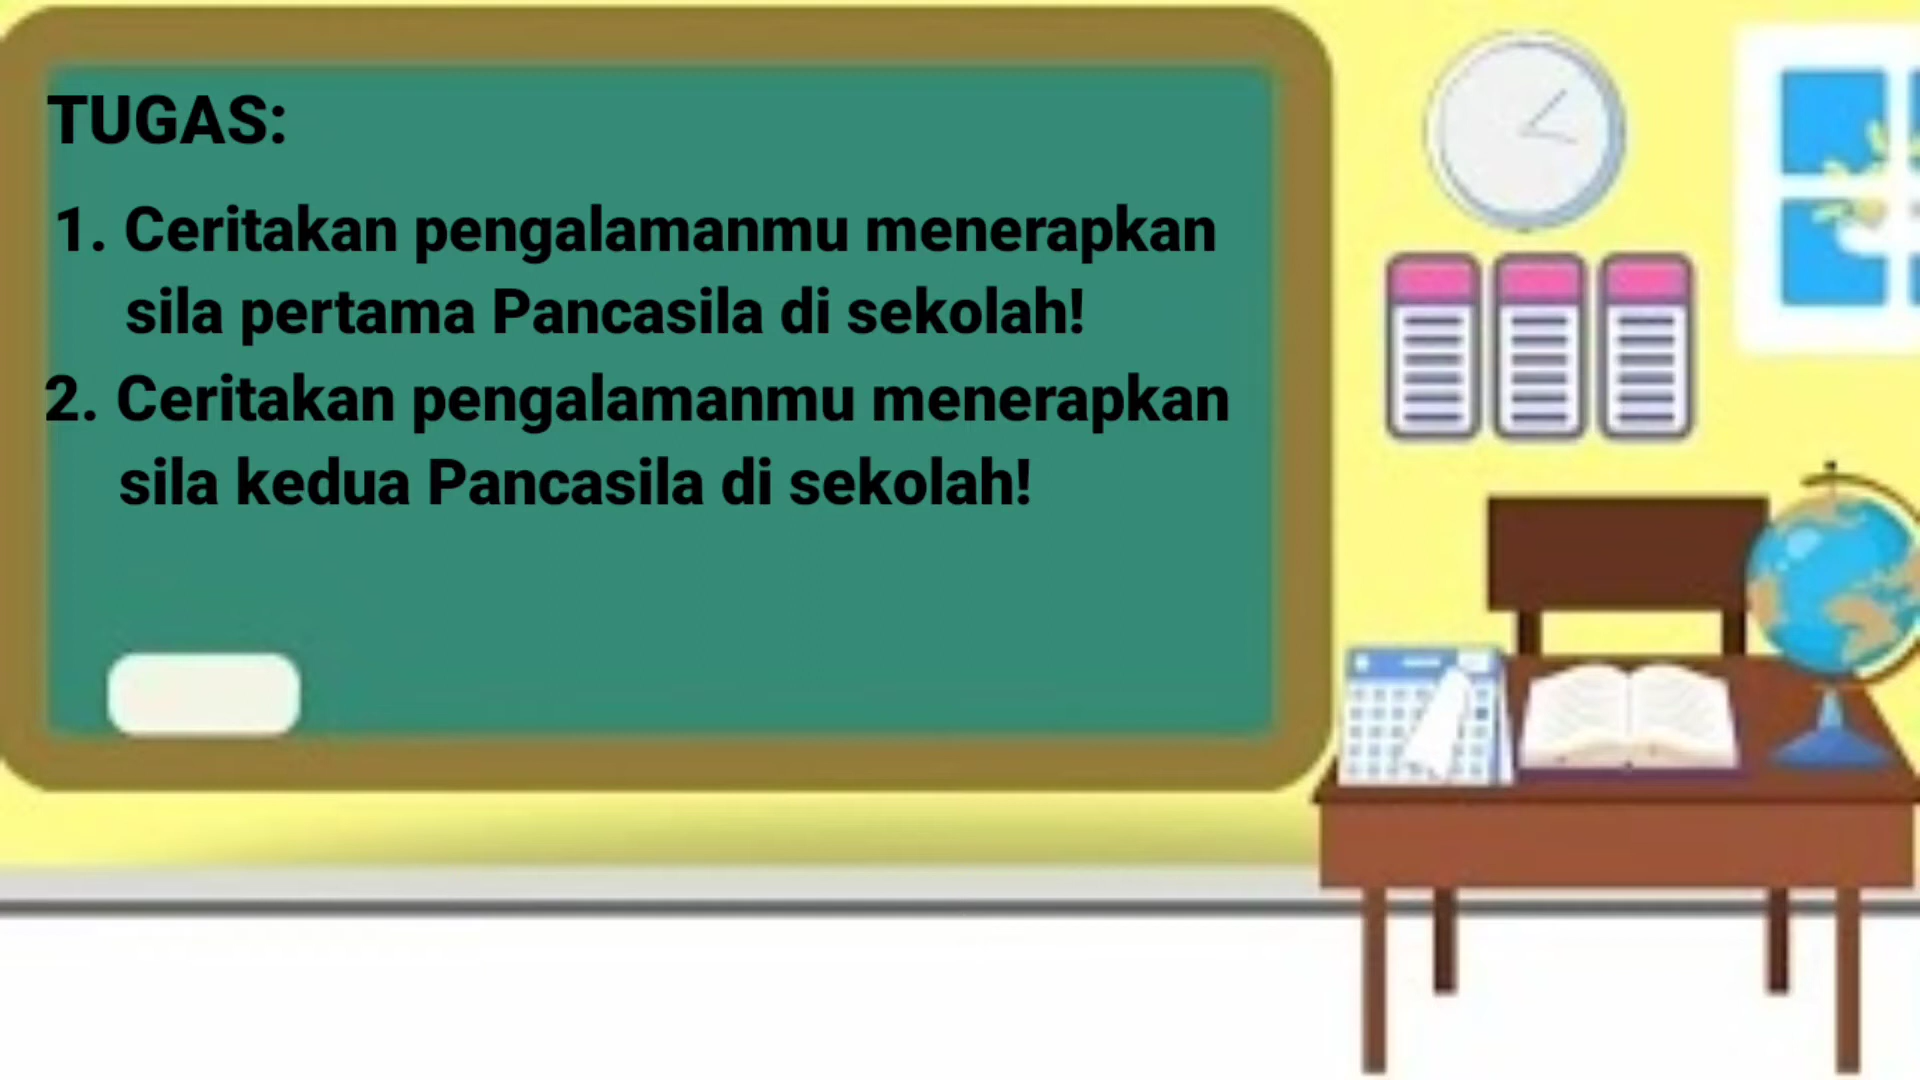 TUGAS:
1. Ceritakan pengalamanmu menerapkan
sila pertama Pancasila di sekolah!
2. Ceritakan pengalamanmu menerapkan
sila kedua Pancasila di sekolah!